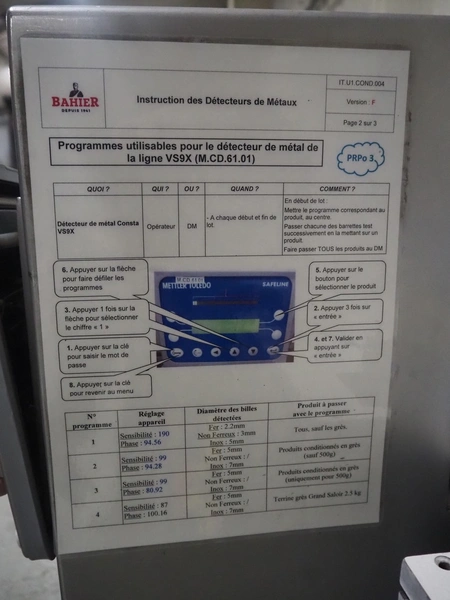 BAHIER
DEPUIS 1941
Instruction des Détecteurs de Métaux
IT.U1.COND.004
Version : F
Page 2 sur 3
Programmes utilisables pour le détecteur de métal de
la ligne VS9X (M.CD.61.01)
PRPo 3
QUOI ?
QUI ?
OU ?
QUAND ?
COMMENT ?
Détecteur de métal Consta
VS9X
Opérateur
DM
- A chaque début et fin de
lot
En début de lot :
Mettre le programme correspondant au
produit, au centre.
Passer chacune des barrettes test
successivement en la mettant sur un
produit.
Faire passer TOUS les produits au DM
6. Appuyer sur la flèche
pour faire défiler les
programmes
3. Appuyer 1 fois sur la
flèche pour sélectionner
le chiffre « 1 »
1. Appuyer sur la clé
pour saisir le mot de
passe
8. Appuyer sur la clé
pour revenir au menu
METTLER TOLEDO
SAFELINE
5. Appuyer sur le
bouton pour
sélectionner le produit
2. Appuyer 3 fois sur
« entrée »
4. et 7. Valider en
appuyant sur
« entrée »
N°
programme
Réglage
appareil
Diamètre des billes
détectées
Produit à passer
avec le programme
1
Sensibilité : 100
Phase : 94.56
Fer : 2.2mm
Non Ferreux : 3mm
Inox : 5mm
Tous, sauf les grès.
2
Sensibilité : 99
Phase : 94.28
Fer : 5mm
Non Ferreux : /
Inox : 7mm
Produits conditionnés en grès
(sauf 500g)
3
Sensibilité : 99
Phase : 80.92
Fer : 5mm
Non Ferreux : /
Inox : 7mm
Produits conditionnés en grès
(uniquement pour 500g)
4
Sensibilité : 87
Phase : 100.16
Fer : 5mm
Non Ferreux : /
Inox : 7mm
Terrine grès Grand Saloir 2.5 kg